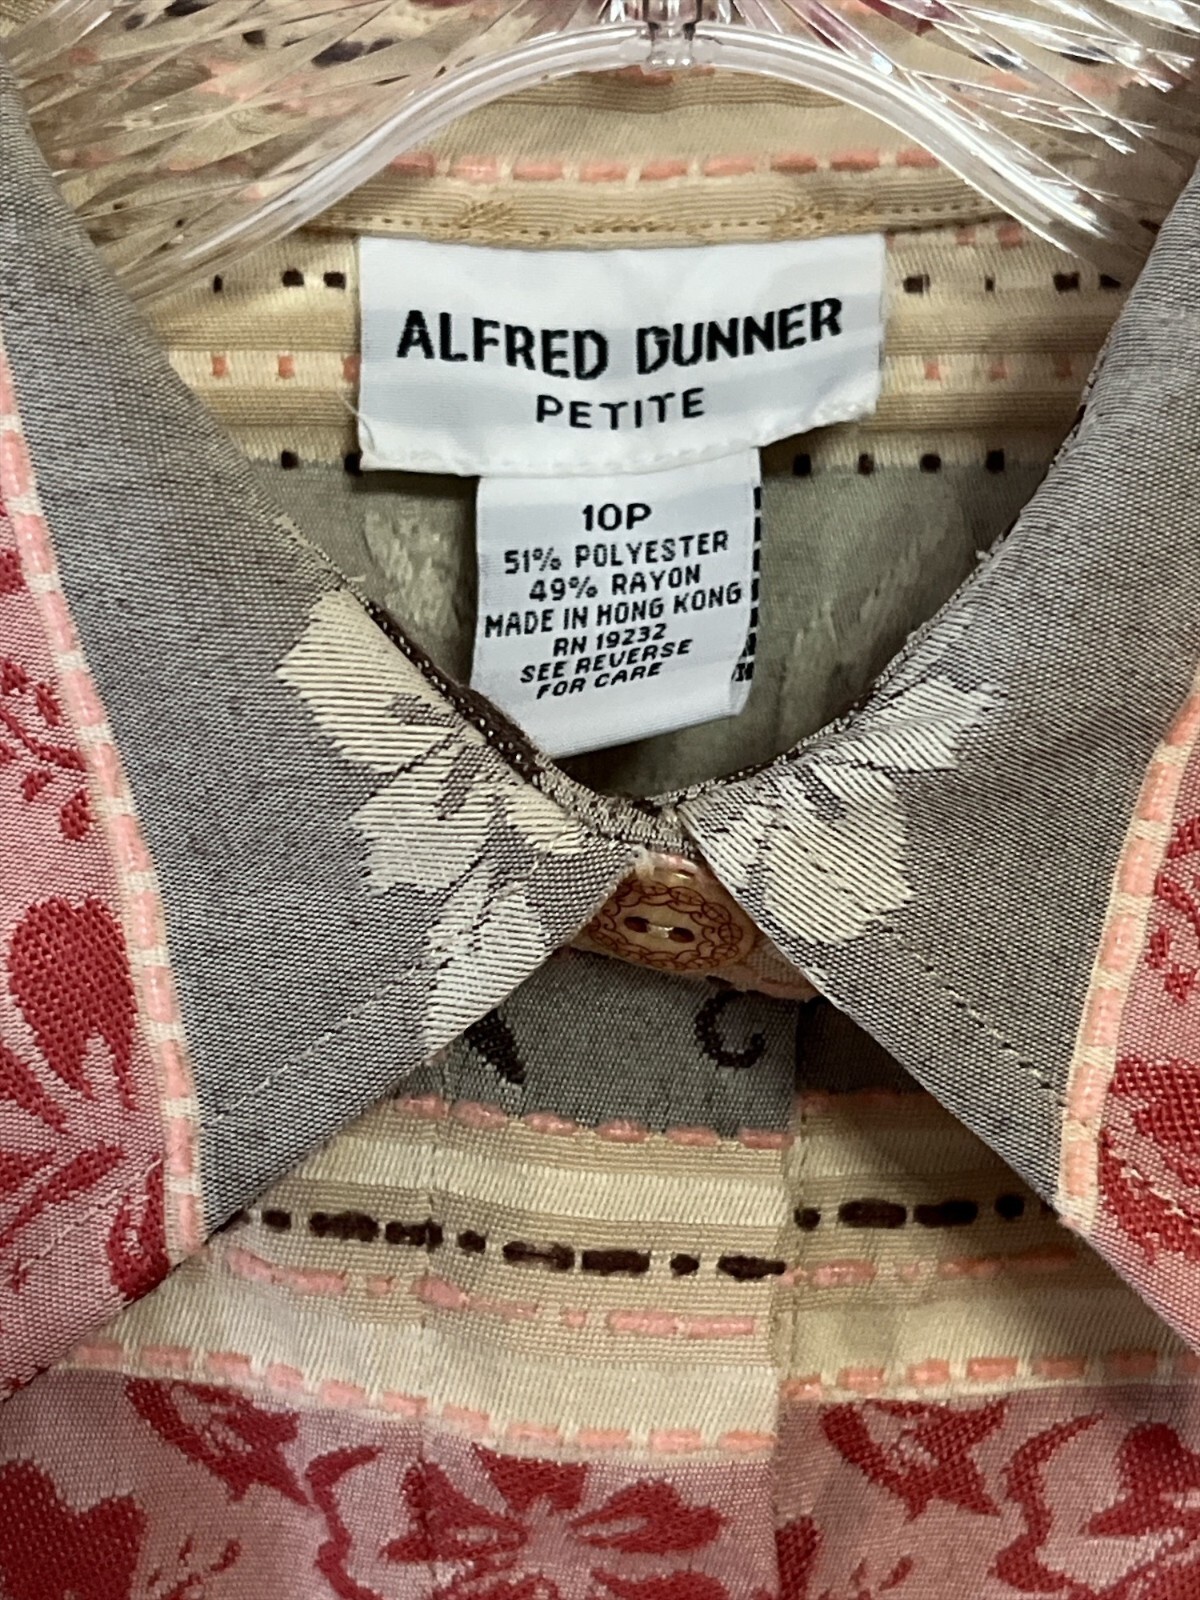 ALFRED DUNNER
PETITE
10P
51% POLYESTER
49% RAYON
MADE IN HONG KONG
RN 19232
SEE REVERSE
FOR CARE